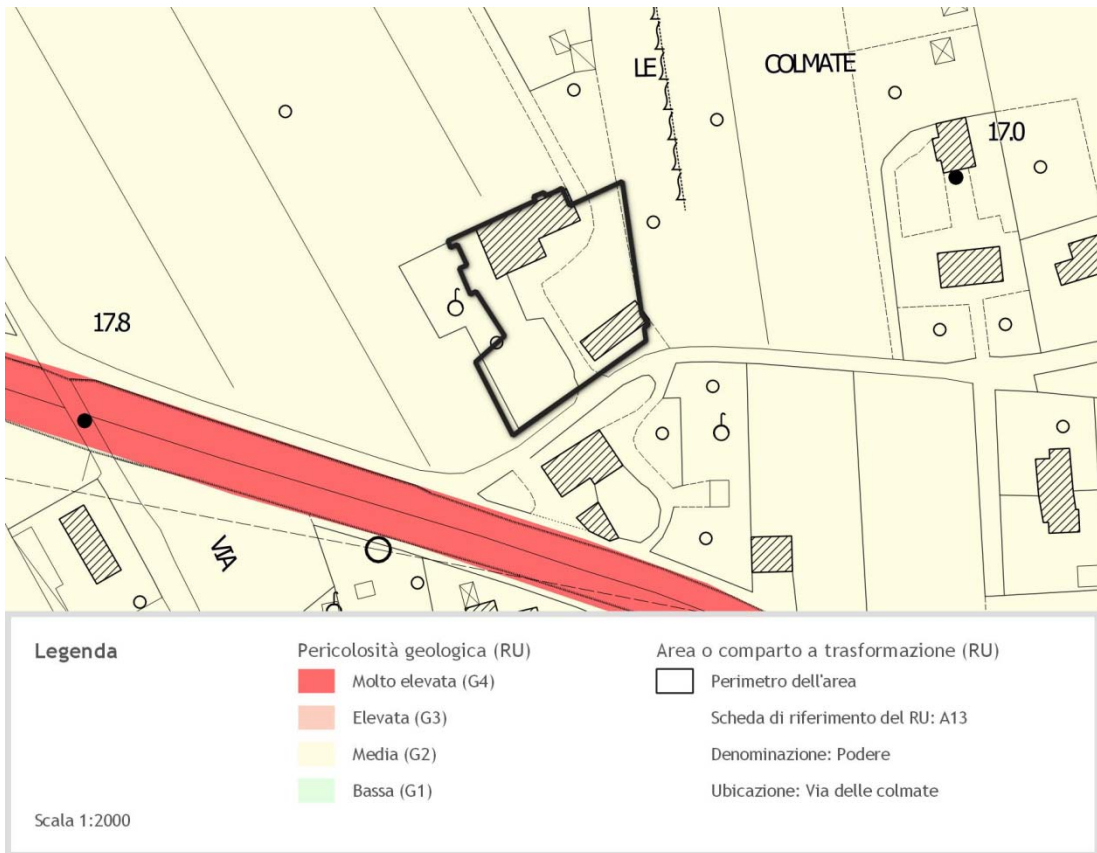 LE
COLMATE
17.0
17.8
VIA
Legenda
Pericolosità geologica (RU)
Molto elevata (G4)
Elevata (G3)
Media (G2)
Bassa (G1)
Area o comparto a trasformazione (RU)
Perimetro dell'area
Scheda di riferimento del RU: A13
Denominazione: Podere
Ubicazione: Via delle colmate
Scala 1:2000